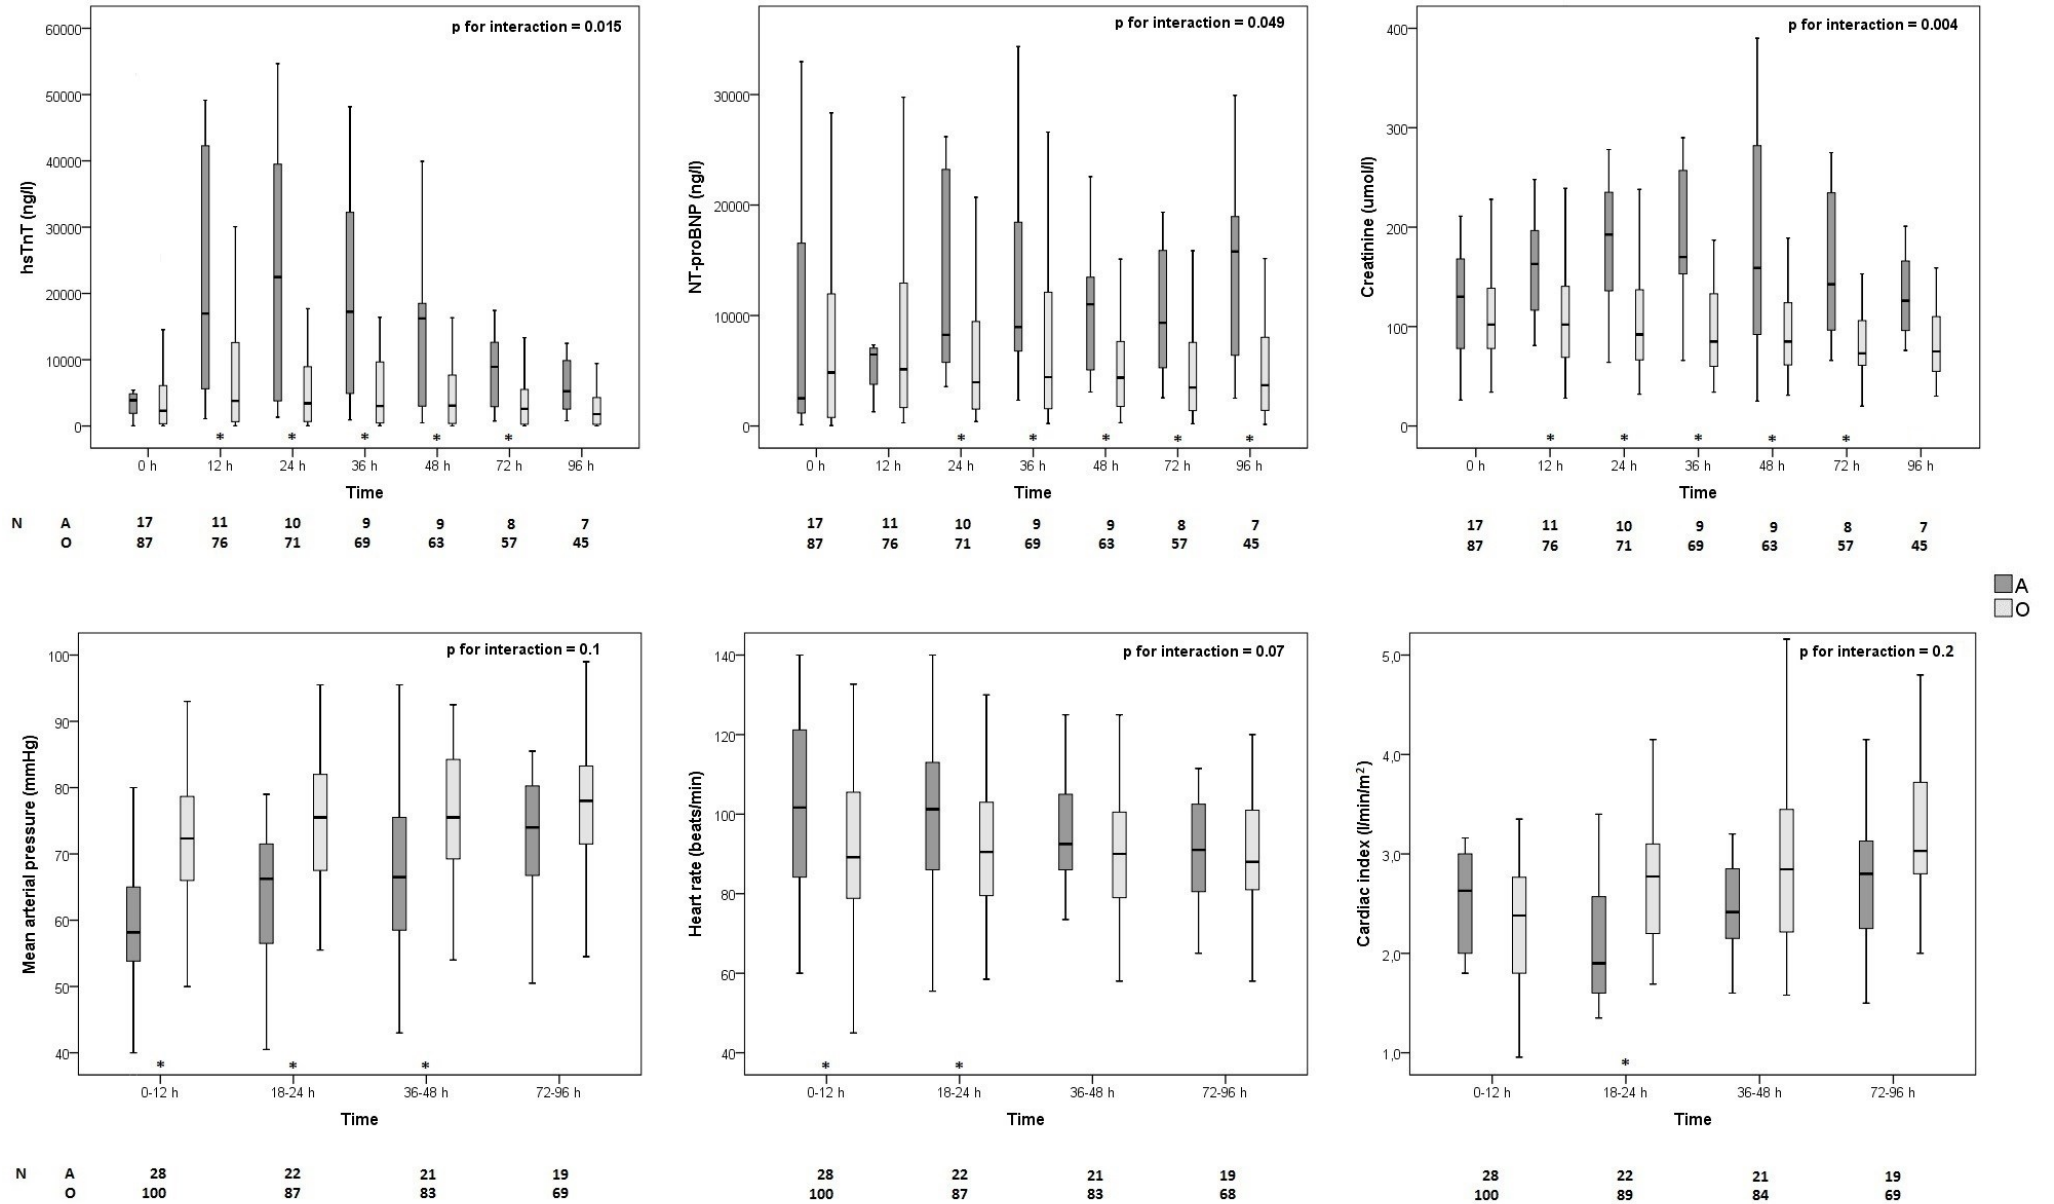 p for interaction = 0.015
hsTnT (ng/l)
60000
50000
40000
30000
20000
10000
0
* * * * *
0 h 12 h 24 h 36 h 48 h 72 h 96 h
Time
N A 17 11 10 9 9 8 7
O 87 76 71 69 63 57 45
p for interaction = 0.049
NT-proBNP (ng/l)
30000
20000
10000
0
* * * * *
0 h 12 h 24 h 36 h 48 h 72 h 96 h
Time
17 11 10 9 9 8 7
87 76 71 69 63 57 45
p for interaction = 0.004
Creatinine (umol/l)
400
300
200
100
0
* * * * *
0 h 12 h 24 h 36 h 48 h 72 h 96 h
Time
17 11 10 9 9 8 7
87 76 71 69 63 57 45
A
O
p for interaction = 0.1
Mean arterial pressure (mmHg)
100
90
80
70
60
50
40
* * *
0-12 h 18-24 h 36-48 h 72-96 h
Time
N A 28 22 21 19
O 100 87 83 69
p for interaction = 0.07
Heart rate (beats/min)
140
120
100
80
60
40
* *
0-12 h 18-24 h 36-48 h 72-96 h
Time
28 22 21 19
100 87 83 68
p for interaction = 0.2
Cardiac index (l/min/m²)
5,0
4,0
3,0
2,0
1,0
*
0-12 h 18-24 h 36-48 h 72-96 h
Time
28 22 21 19
100 89 84 69